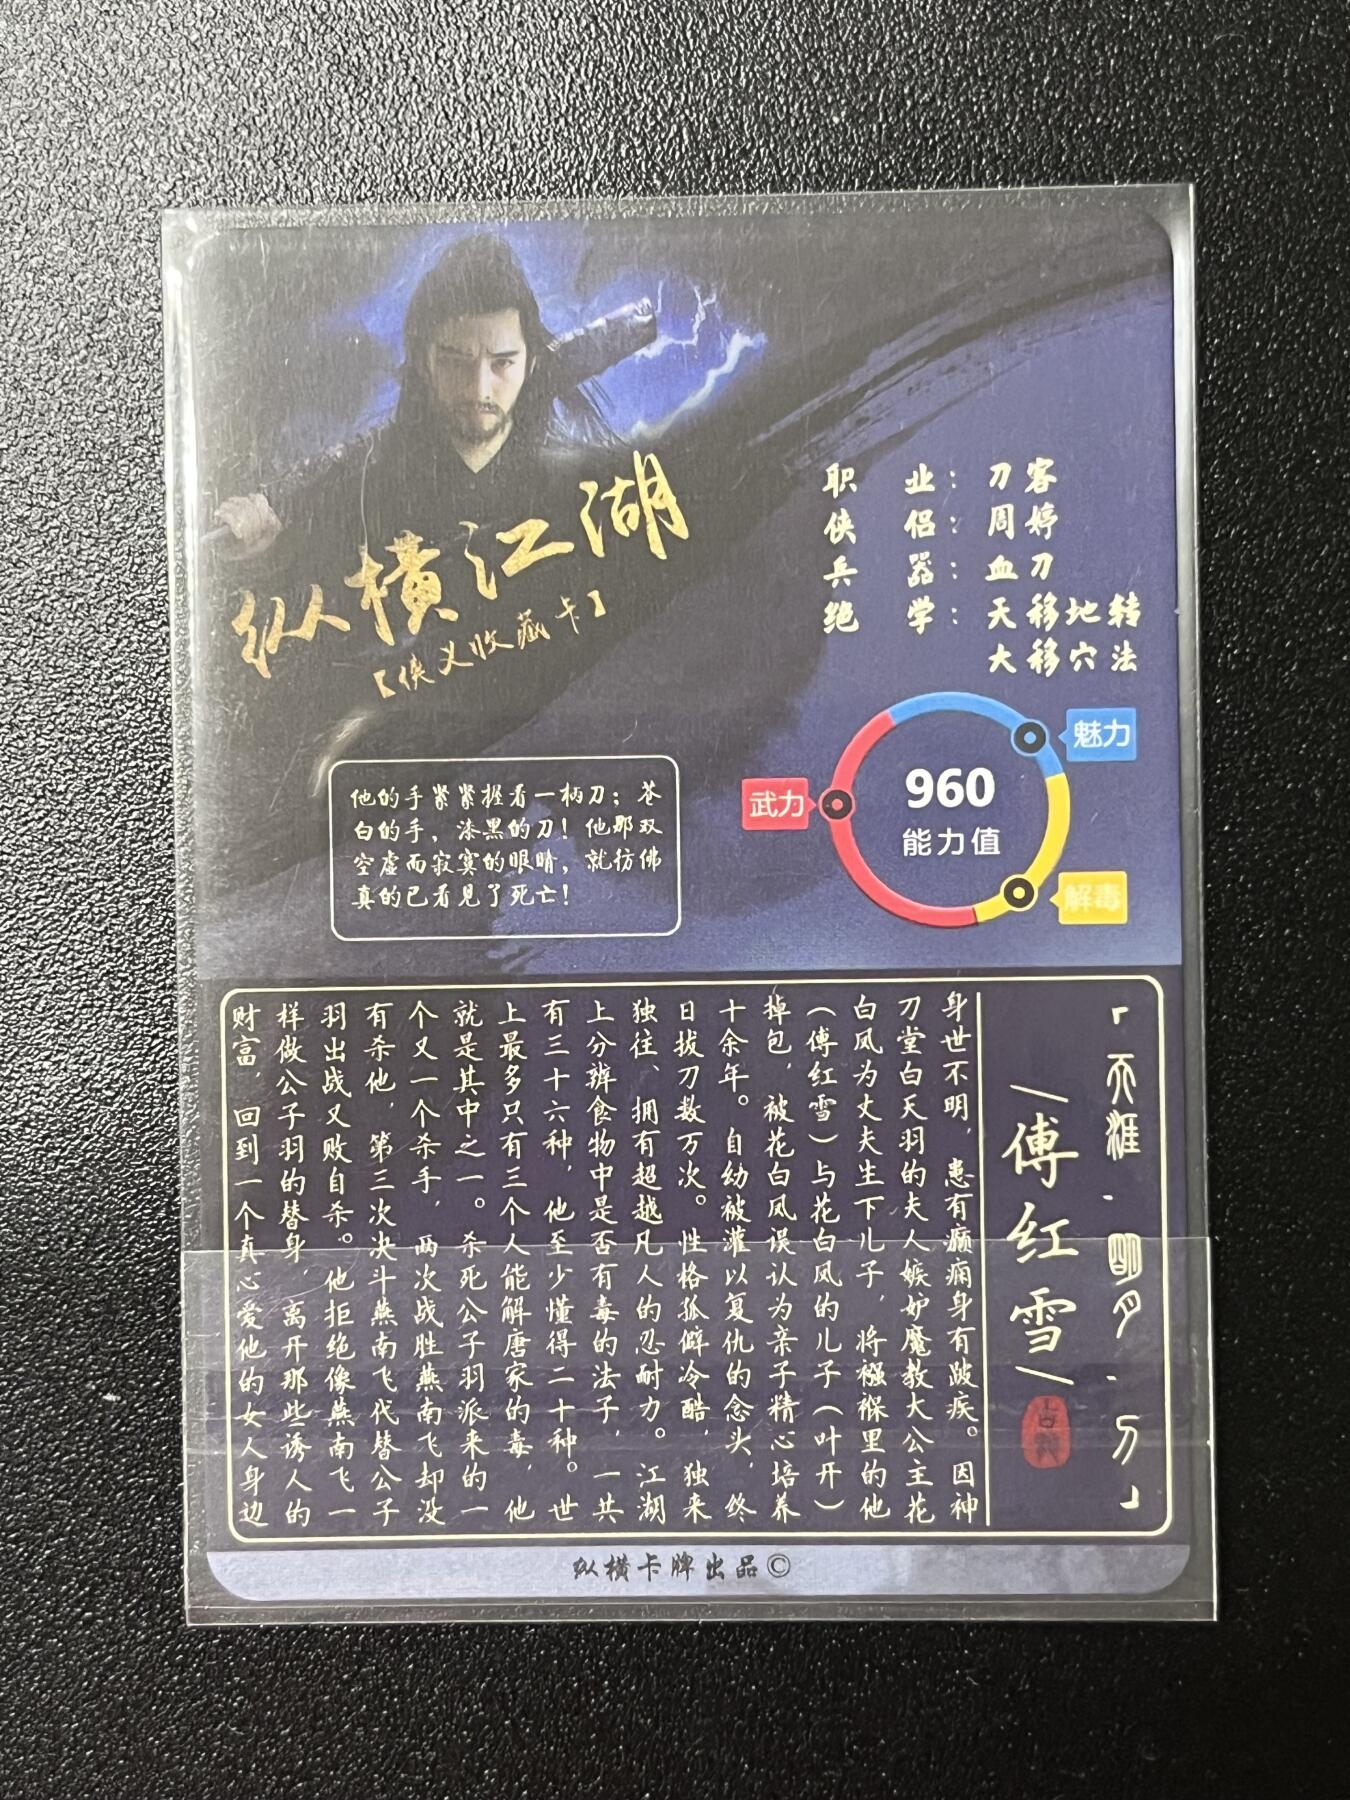 纵横江湖
【侠义收藏卡】
职 业：刀客
侠 侣：周婷
兵 器：血刀
绝 学：天移地转
大移穴法
魅力
武力
960
能力值
解毒
他的手紧紧握着一柄刀；苍
白的手，漆黑的刀！他那双
空虚而寂寞的眼睛，就彷佛
真的已看见了死亡！
「天涯·明月·刀」
/傅红雪/
身世不明，患有癫痫身有跛疾。因神
刀堂白天羽的夫人嫉妒魔教大公主花
白凤为丈夫生下儿子，将襁褓里的他
（傅红雪）与花白凤的儿子（叶开）
掉包，被花白凤误认为亲子精心培养
十余年。自幼被灌以复仇的念头，终
日拔刀数万次。性格孤僻冷酷，独来
独往、拥有超越凡人的忍耐力。江湖
上分辨食物中是否有毒的法子，一共
有三十六种，他至少懂得二十种。世
上最多只有三个人能解唐家的毒，他
就是其中之一。杀死公子羽派来的一
个又一个杀手，两次战胜燕南飞却没
有杀他，第三次决斗燕南飞代替公子
羽出战又败自杀。他拒绝像燕南飞一
样做公子羽的替身，离开那些诱人的
财富，回到一个真心爱他的女人身边
纵横卡牌出品©